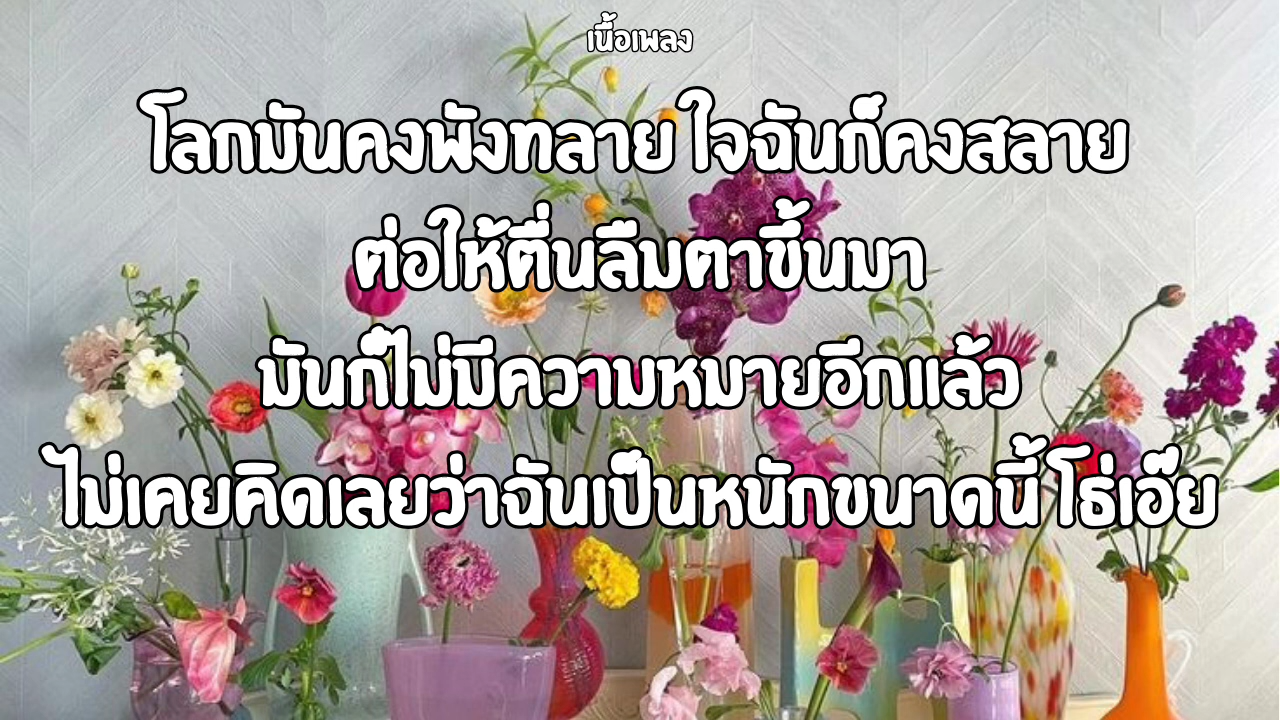 เนื้อเพลง
โลกมันคงพังทลาย ใจฉันก็คงสลาย
ต่อให้ตื่นลืมตาขึ้นมา
มันก็ไม่มีความหมายอีกแล้ว
ไม่เคยคิดเลยว่าฉันเป็นหนักขนาดนี้ โธ่เอ๊ย